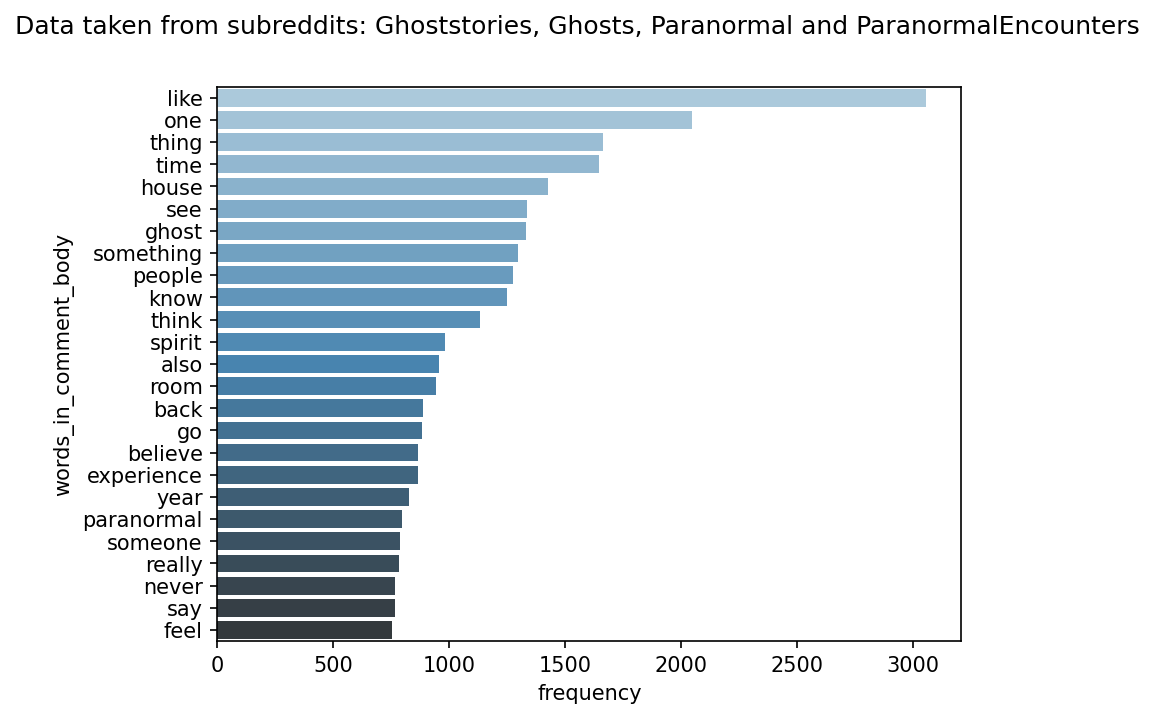 Data taken from subreddits: Ghoststories, Ghosts, Paranormal and ParanormalEncounters
words_in_comment_body
like
one
thing
time
house
see
ghost
something
people
know
think
spirit
also
room
back
go
believe
experience
year
paranormal
someone
really
never
say
feel
0 500 1000 1500 2000 2500 3000
frequency